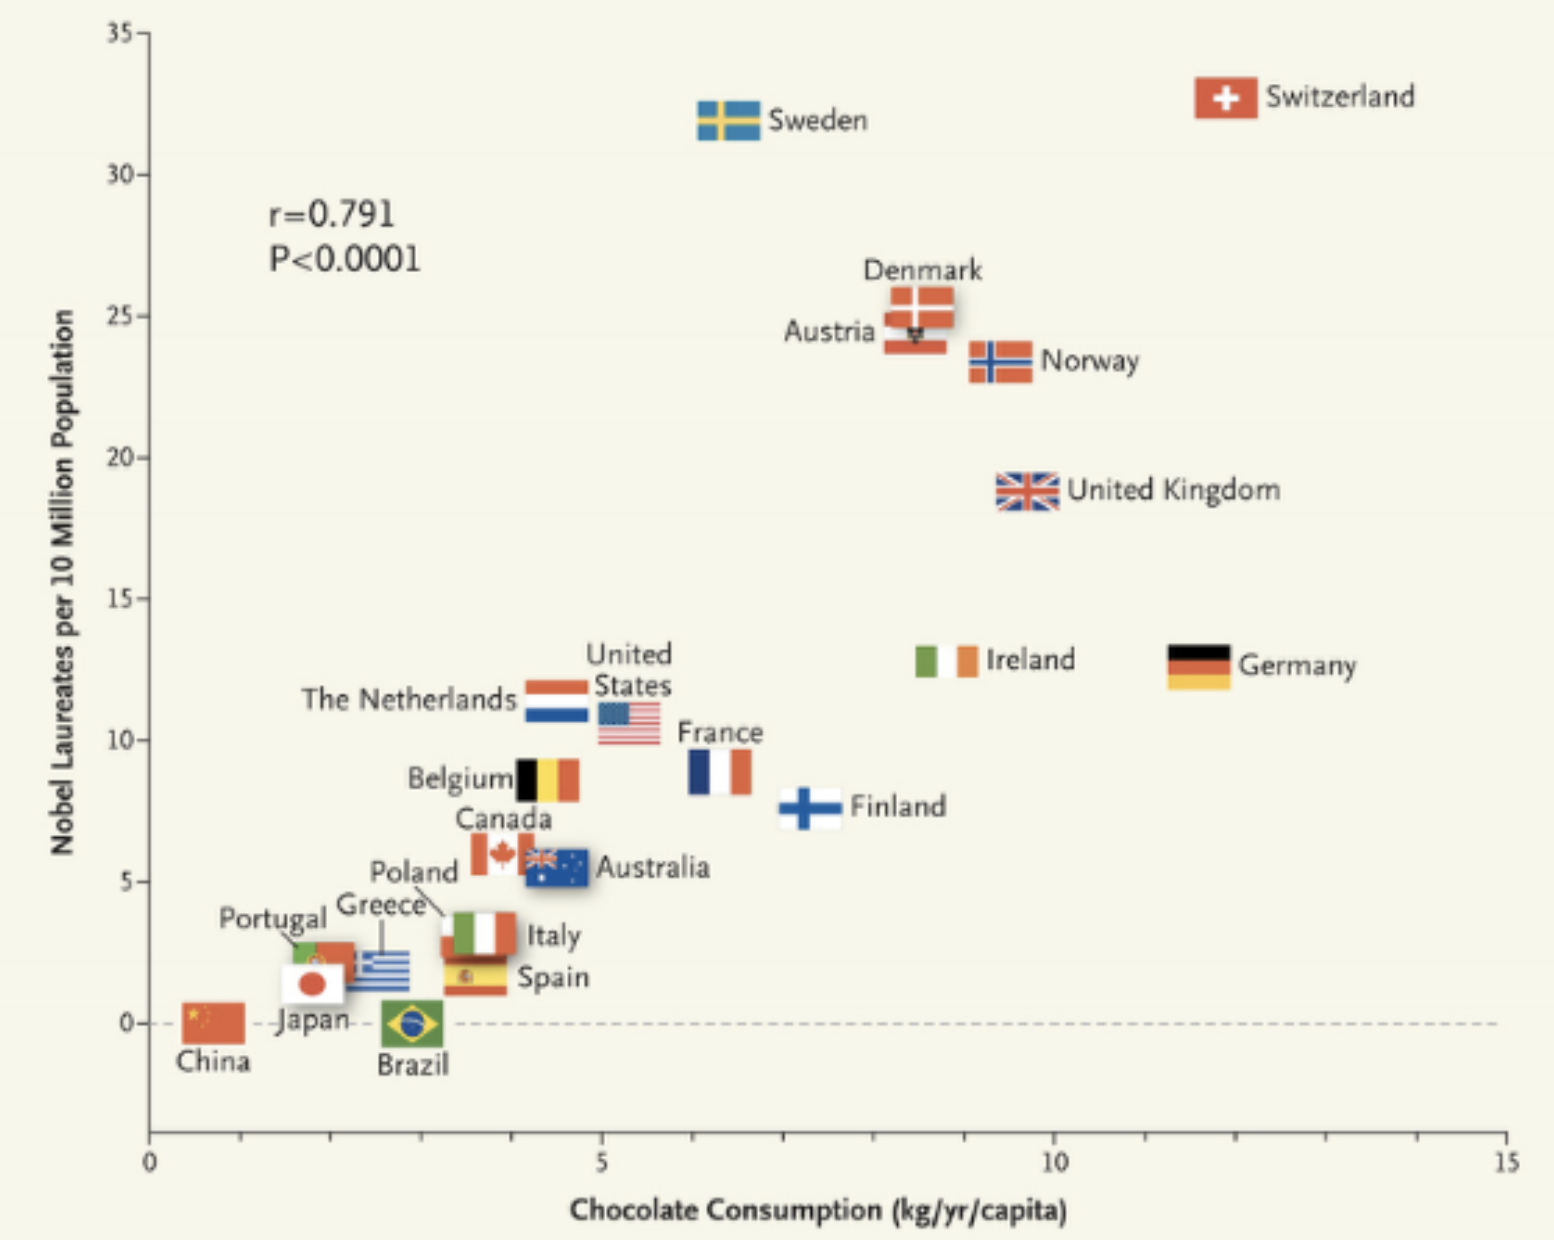 35
Switzerland
Sweden
30
r=0.791
P<0.0001
Denmark
25
Austria
Norway
20
United Kingdom
15
United
States
Ireland
Germany
The Netherlands
10
France
Belgium
Finland
Canada
Australia
5
Poland
Greece
Portugal
Italy
Spain
0
Japan
China
Brazil
Nobel Laureates per 10 Million Population
0
5
10
15
Chocolate Consumption (kg/yr/capita)